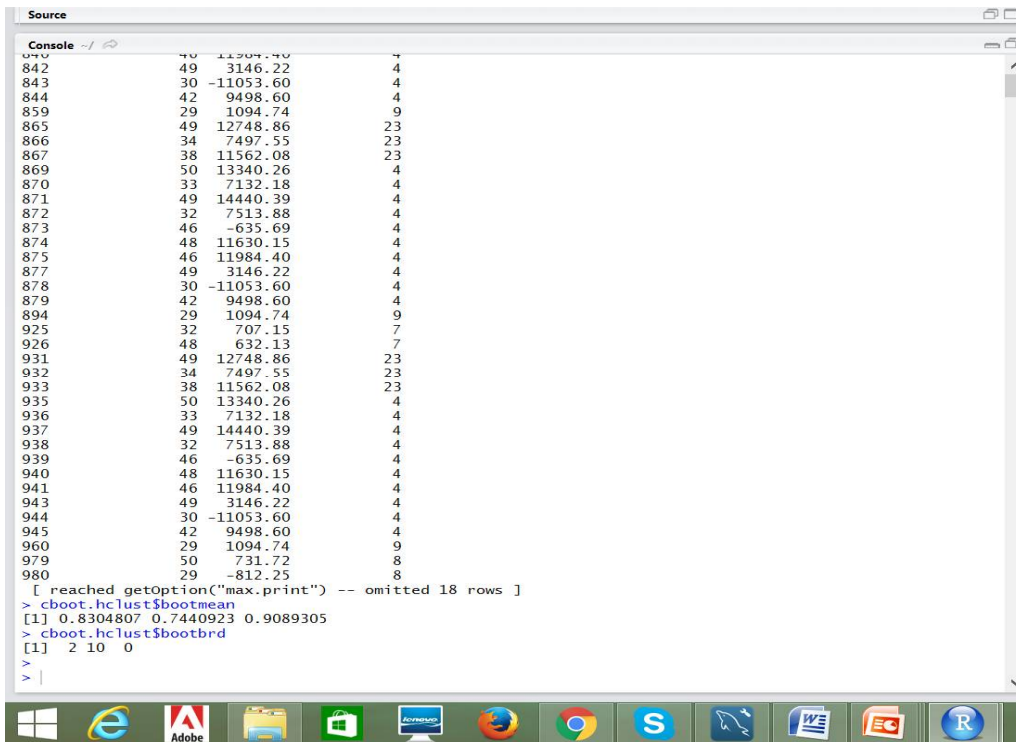 Source
Console ~/
840 46 11984.40 4
842 49 3146.22 4
843 30 -11053.60 4
844 42 9498.60 4
859 29 1094.74 9
865 49 12748.86 23
866 34 7497.55 23
867 38 11562.08 23
869 50 13340.26 4
870 33 7132.18 4
871 49 14440.39 4
872 32 7513.88 4
873 46 -635.69 4
874 48 11630.15 4
875 46 11984.40 4
877 49 3146.22 4
878 30 -11053.60 4
879 42 9498.60 4
894 29 1094.74 9
925 32 707.15 7
926 48 632.13 7
931 49 12748.86 23
932 34 7497.55 23
933 38 11562.08 23
935 50 13340.26 4
936 33 7132.18 4
937 49 14440.39 4
938 32 7513.88 4
939 46 -635.69 4
940 48 11630.15 4
941 46 11984.40 4
943 49 3146.22 4
944 30 -11053.60 4
945 42 9498.60 4
960 29 1094.74 9
979 50 731.72 8
980 29 -812.25 8
[ reached getOption("max.print") -- omitted 18 rows ]
> cboot.hclust$bootmean
[1] 0.8304807 0.7440923 0.9089305
> cboot.hclust$bootbrd
[1] 2 10 0
>
>
Adobe
lenovo
S
W
P
R